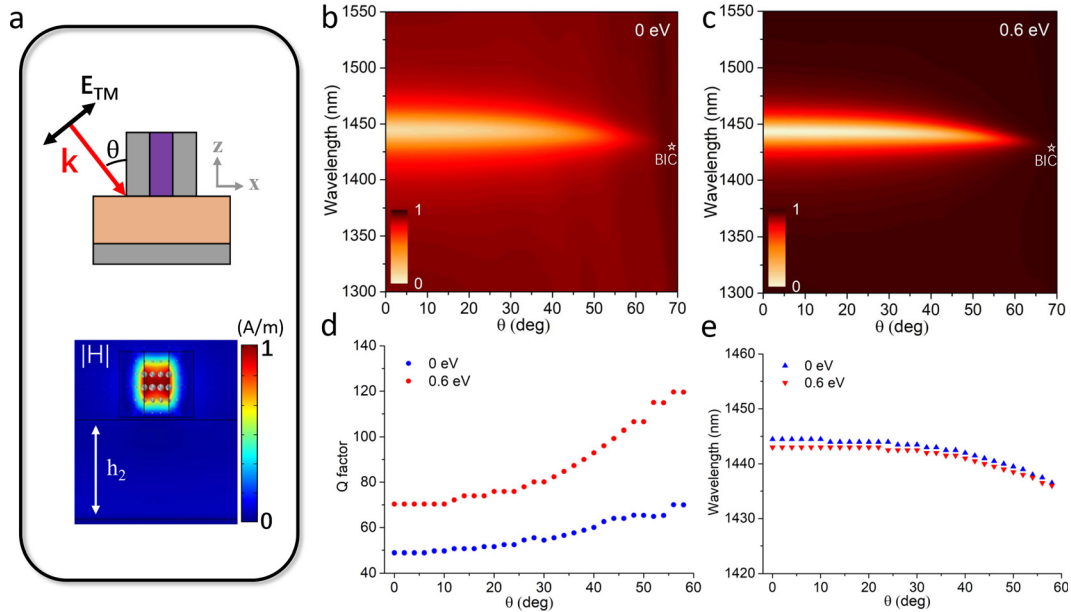 a
E_TM
k
θ
z
x
(A/m)
|H|
1
0
h₂
b
0 eV
Wavelength (nm)
1550
1500
1450
1400
1350
1300
BIC
1
0
0 10 20 30 40 50 60 70
θ (deg)
c
0.6 eV
Wavelength (nm)
1550
1500
1450
1400
1350
1300
BIC
1
0
0 10 20 30 40 50 60 70
θ (deg)
d
0 eV
0.6 eV
Q factor
140
120
100
80
60
40
0 10 20 30 40 50 60
θ (deg)
e
0 eV
0.6 eV
Wavelength (nm)
1460
1450
1440
1430
1420
0 10 20 30 40 50 60
θ (deg)